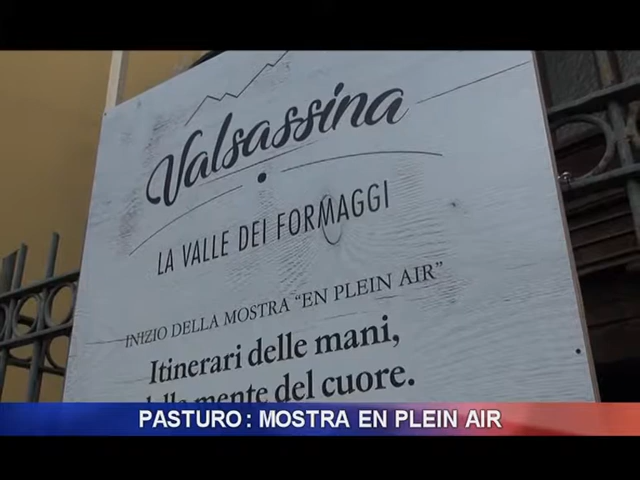 Valsassina
LA VALLE DEI FORMAGGI
INIZIO DELLA MOSTRA “EN PLEIN AIR”
Itinerari delle mani,
della mente del cuore.
PASTURO: MOSTRA EN PLEIN AIR